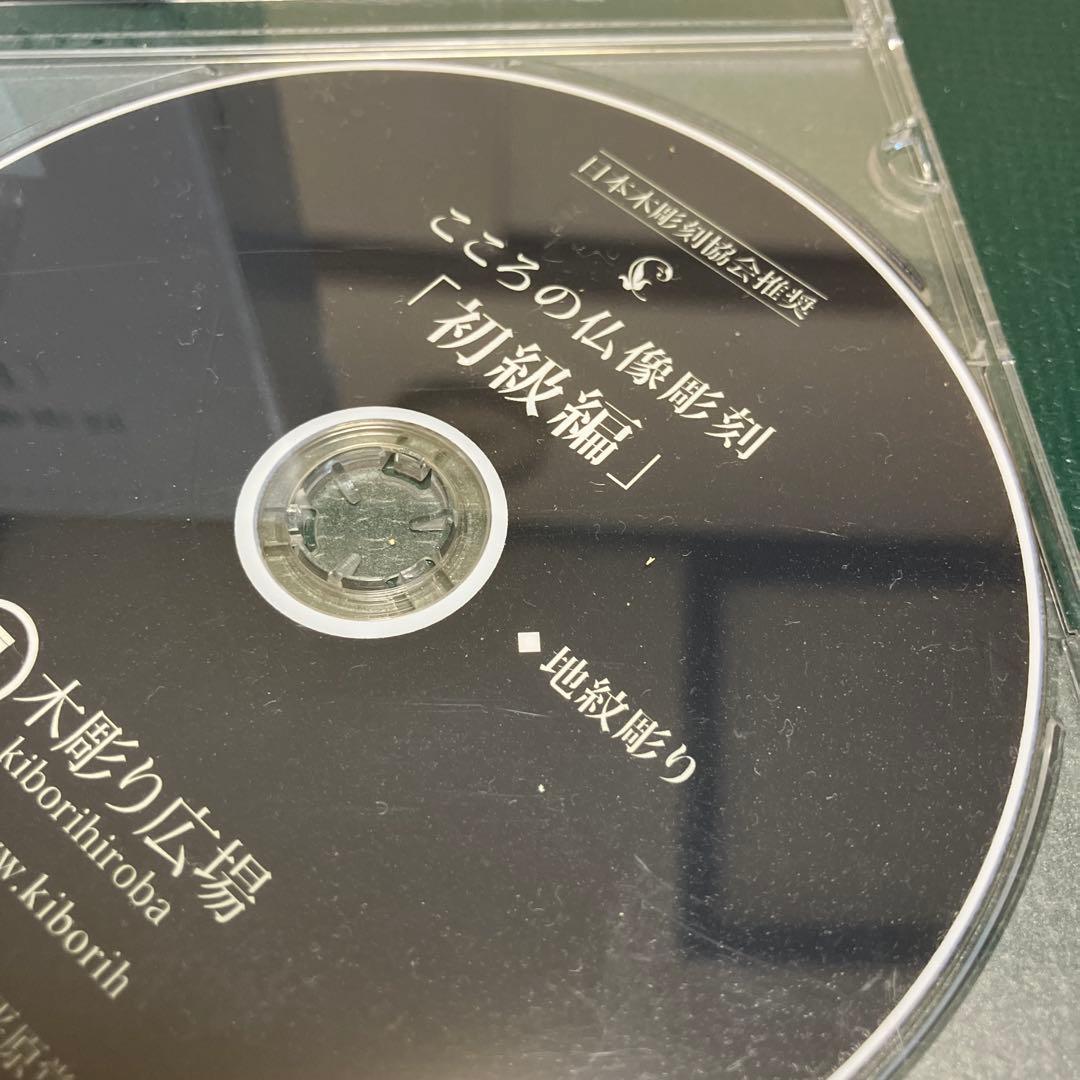 日本木彫刻協会推奨
こころの仏像彫刻
「初級編」
◆地紋彫り
木彫り広場
kiborihiroba
w.kiborih